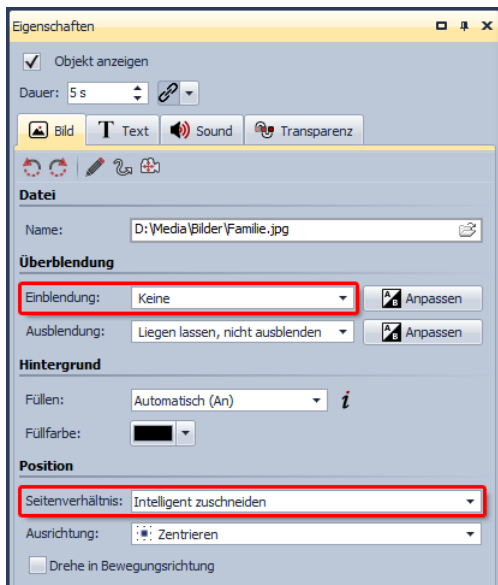 Eigenschaften
Objekt anzeigen
Dauer: 5 s
Bild T Text Sound Transparenz
Datei
Name: D:\Media\Bilder\Familie.jpg
Überblendung
Einblendung: Keine A/B Anpassen
Ausblendung: Liegen lassen, nicht ausblenden A/B Anpassen
Hintergrund
Füllen: Automatisch (An) i
Füllfarbe:
Position
Seitenverhältnis: Intelligent zuschneiden
Ausrichtung: Zentrieren
Drehe in Bewegungsrichtung